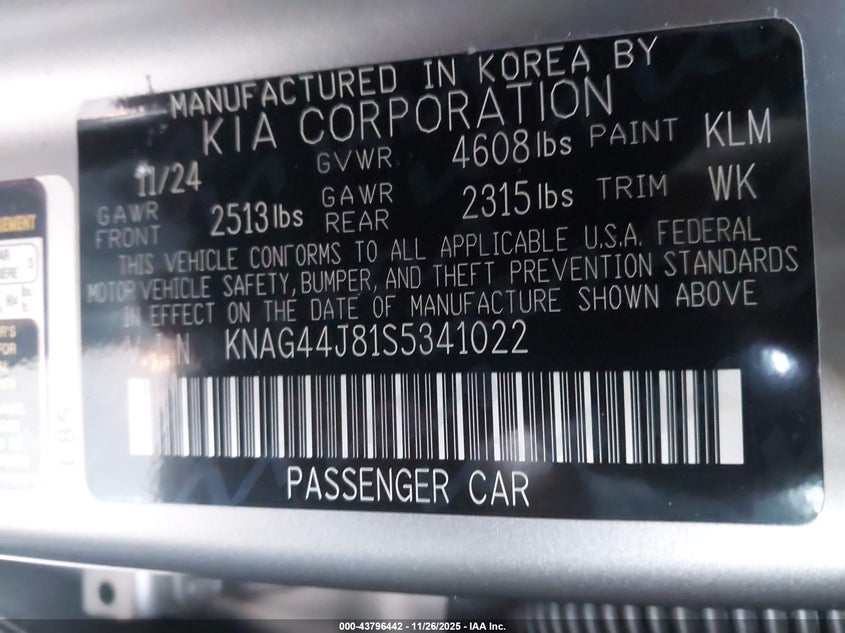 MANUFACTURED IN KOREA BY
KIA CORPORATION
11/24 GVWR 4608 lbs PAINT KLM
GAWR FRONT 2513 lbs GAWR REAR 2315 lbs TRIM WK
THIS VEHICLE CONFORMS TO ALL APPLICABLE U.S.A. FEDERAL
MOTOR VEHICLE SAFETY, BUMPER, AND THEFT PREVENTION STANDARDS
IN EFFECT ON THE DATE OF MANUFACTURE SHOWN ABOVE
V.I.N KNAG44J81S5341022
PASSENGER CAR
000-43796442 - 11/26/2025 - IAA Inc.